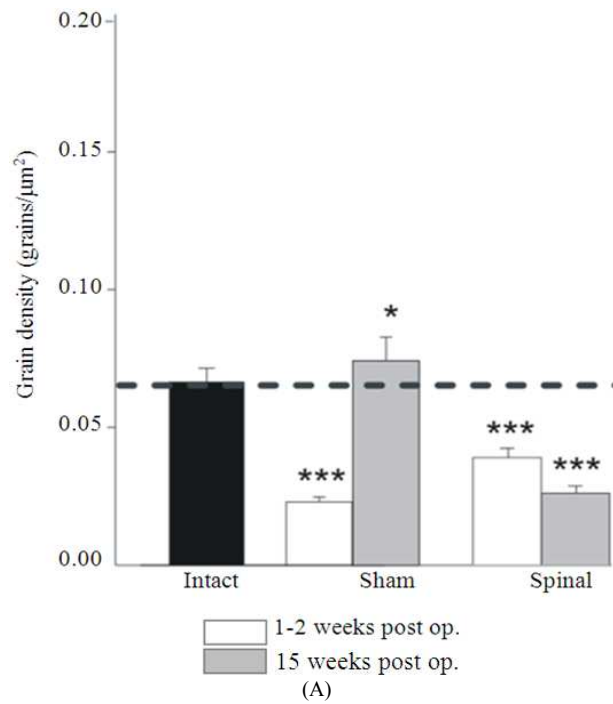 Grain density (grains/μm²)
0.20
0.15
0.10
0.05
0.00
*
***
***
***
Intact Sham Spinal
1-2 weeks post op.
15 weeks post op.
(A)